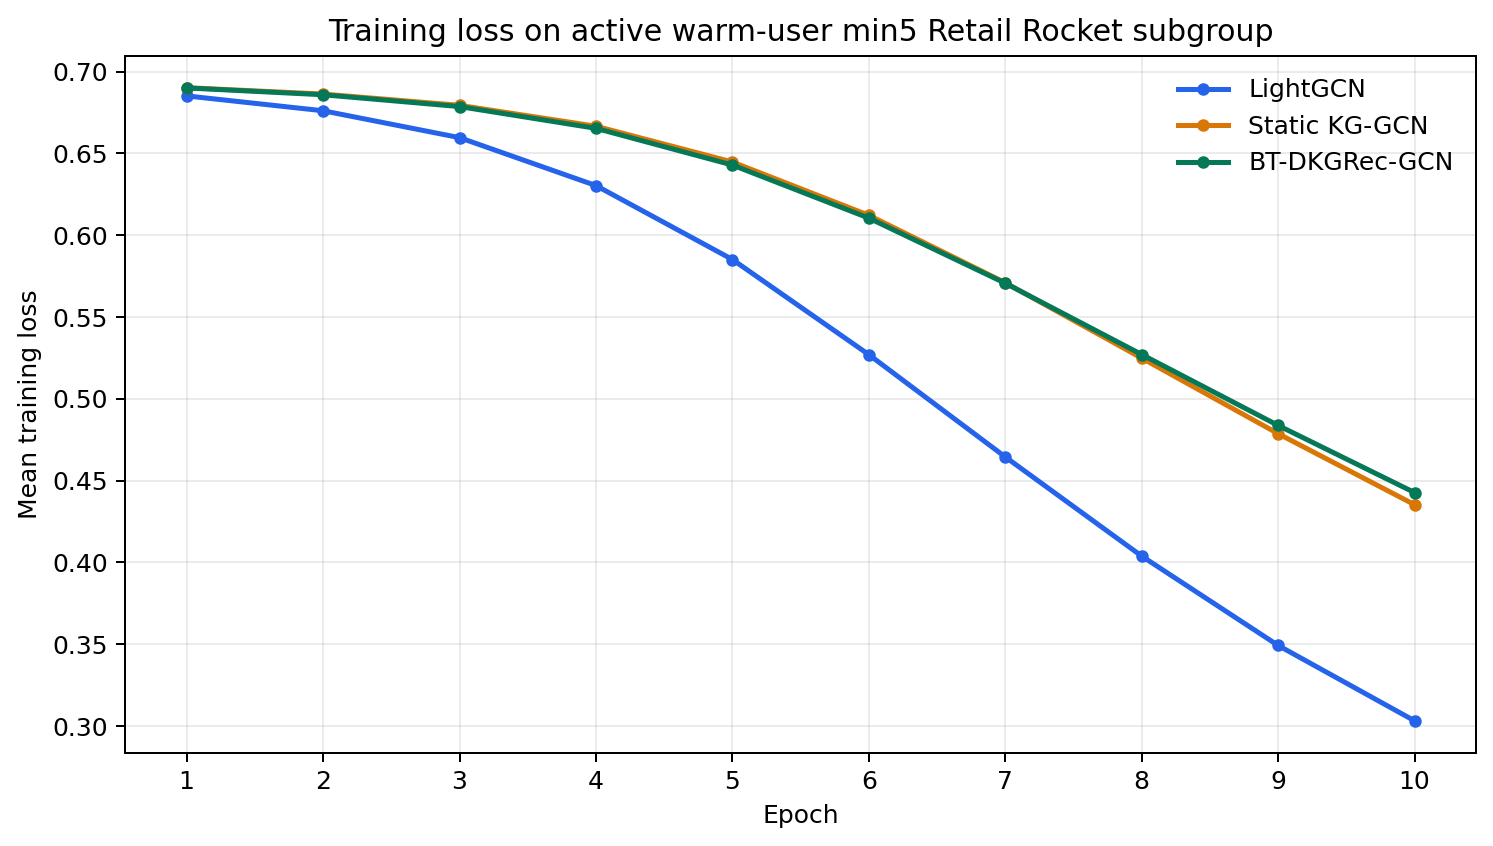 Training loss on active warm-user min5 Retail Rocket subgroup
LightGCN
Static KG-GCN
BT-DKGRec-GCN
Mean training loss
0.70
0.65
0.60
0.55
0.50
0.45
0.40
0.35
0.30
1 2 3 4 5 6 7 8 9 10
Epoch